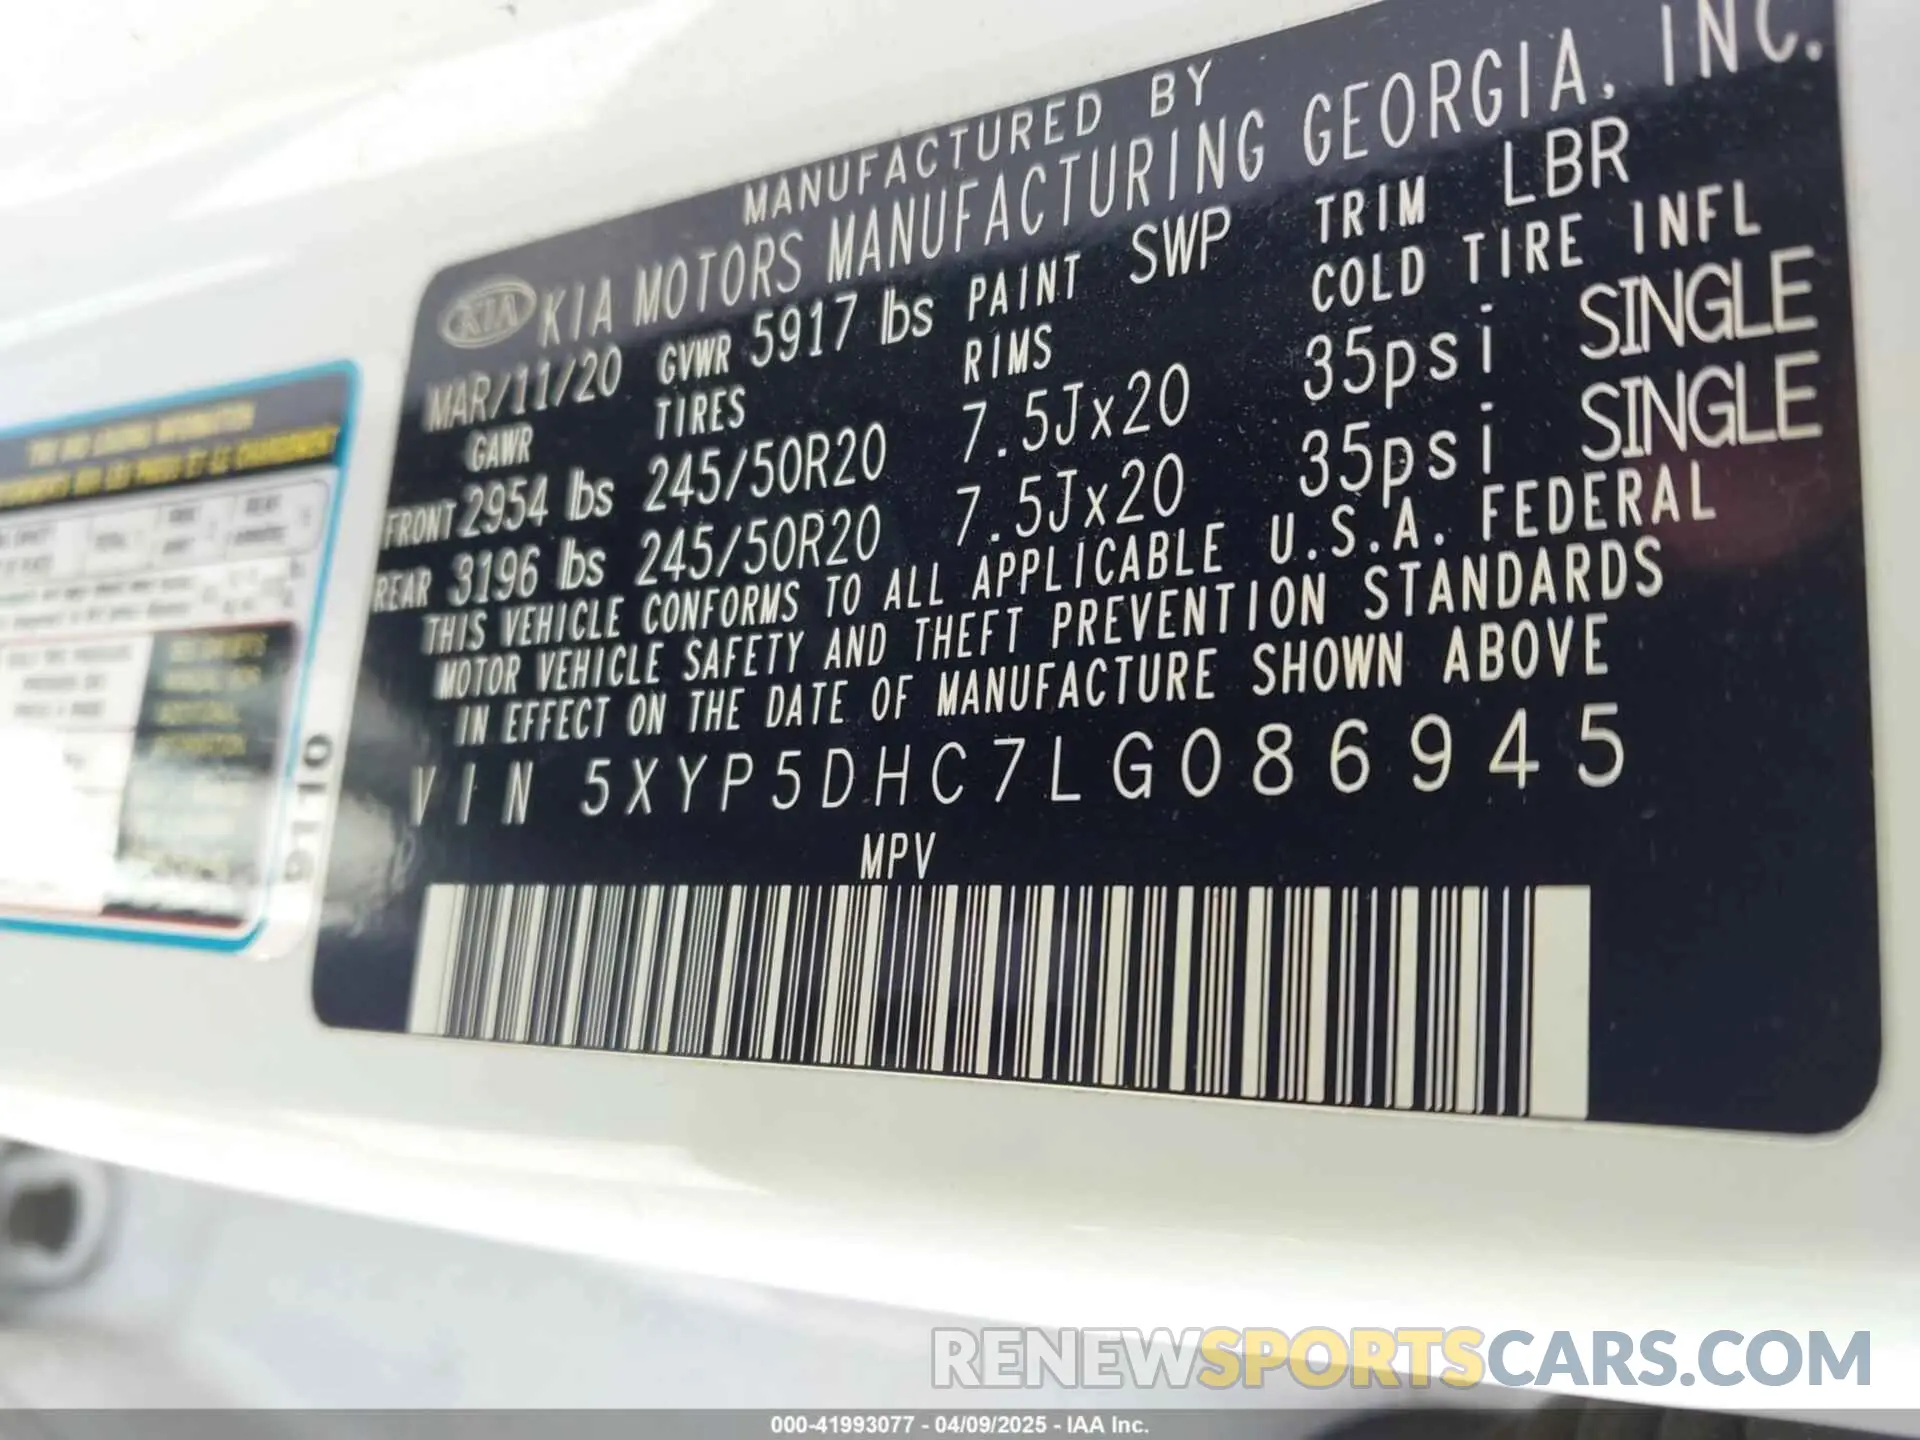 MANUFACTURED BY
KIA KIA MOTORS MANUFACTURING GEORGIA, INC.
MAR/11/20 GVWR 5917 lbs PAINT SWP TRIM LBR
GAWR TIRES RIMS COLD TIRE INFL
FRONT 2954 lbs 245/50R20 7.5Jx20 35psi SINGLE
REAR 3196 lbs 245/50R20 7.5Jx20 35psi SINGLE
THIS VEHICLE CONFORMS TO ALL APPLICABLE U.S.A. FEDERAL
MOTOR VEHICLE SAFETY AND THEFT PREVENTION STANDARDS
IN EFFECT ON THE DATE OF MANUFACTURE SHOWN ABOVE
VIN 5XYP5DHC7LG086945
MPV
RENEWSPORTSCARS.COM
000-41993077 - 04/09/2025 - IAA Inc.